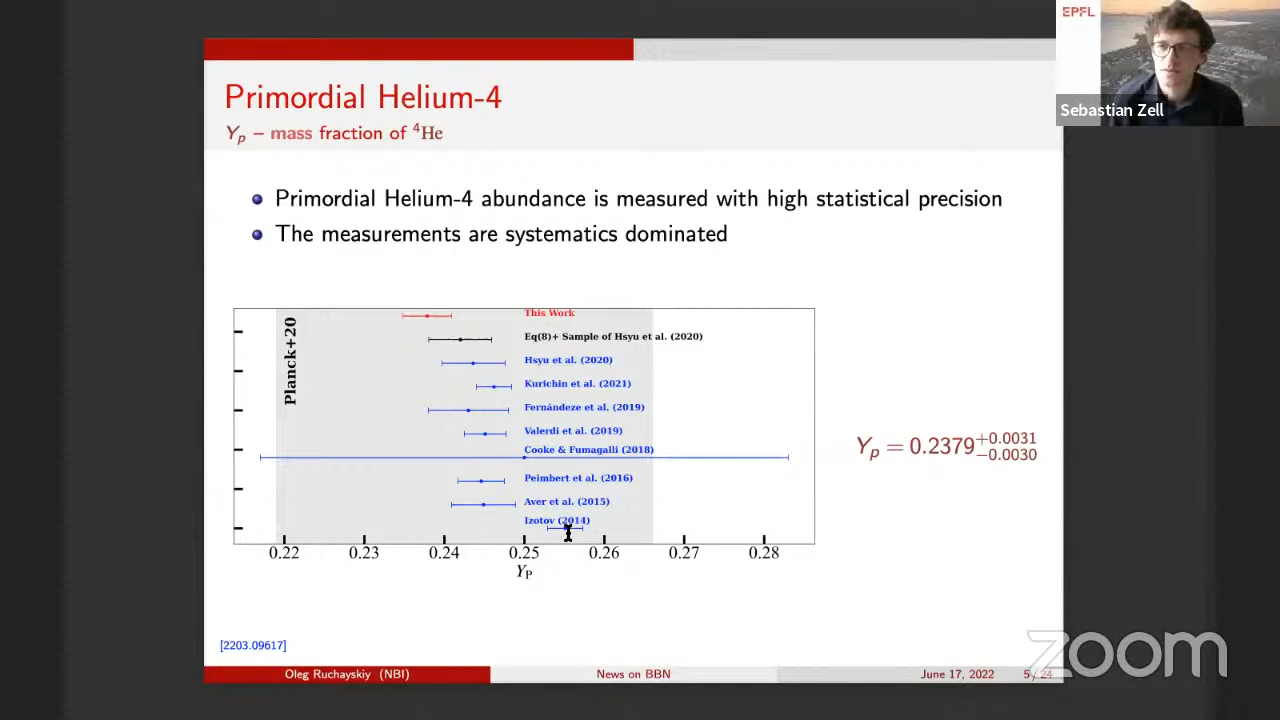 EPFL
Sebastian Zell
Primordial Helium-4
Yp – mass fraction of ⁴He
Primordial Helium-4 abundance is measured with high statistical precision
The measurements are systematics dominated
Planck+20
This Work
Eq(8)+ Sample of Hsyu et al. (2020)
Hsyu et al. (2020)
Kurichin et al. (2021)
Fernándeze et al. (2019)
Valerdi et al. (2019)
Cooke & Fumagalli (2018)
Peimbert et al. (2016)
Aver et al. (2015)
Izotov (2014)
0.22 0.23 0.24 0.25 0.26 0.27 0.28
YP
Yp = 0.2379 +0.0031 −0.0030
[2203.09617]
Oleg Ruchayskiy (NBI) News on BBN June 17, 2022 5 / 24
zoom